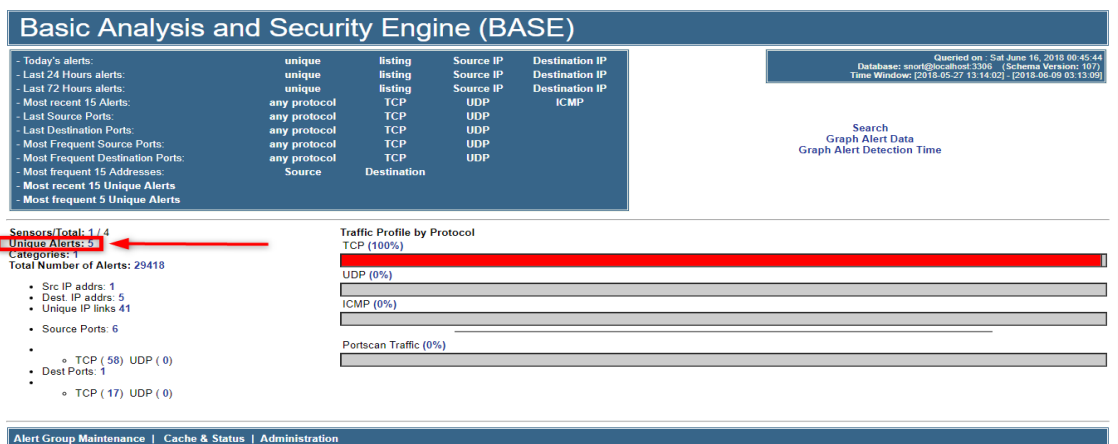 Basic Analysis and Security Engine (BASE)
- Today's alerts: unique listing Source IP Destination IP
- Last 24 Hours alerts: unique listing Source IP Destination IP
- Last 72 Hours alerts: unique listing Source IP Destination IP
- Most recent 15 Alerts: any protocol TCP UDP ICMP
- Last Source Ports: any protocol TCP UDP
- Last Destination Ports: any protocol TCP UDP
- Most Frequent Source Ports: any protocol TCP UDP
- Most Frequent Destination Ports: any protocol TCP UDP
- Most frequent 15 Addresses: Source Destination
- Most recent 15 Unique Alerts
- Most frequent 5 Unique Alerts
Queried on : Sat June 16, 2018 00:45:44
Database: snort@localhost:3306 (Schema Version: 107)
Time Window: [2018-05-27 13:14:02] - [2018-06-09 03:13:09]
Search
Graph Alert Data
Graph Alert Detection Time
Sensors/Total: 1 / 4
Unique Alerts: 5
Categories: 1
Total Number of Alerts: 29418
• Src IP addrs: 1
• Dest. IP addrs: 5
• Unique IP links 41
• Source Ports: 6
•
◦ TCP ( 58) UDP ( 0)
• Dest Ports: 1
•
◦ TCP ( 17) UDP ( 0)
Traffic Profile by Protocol
TCP (100%)
UDP (0%)
ICMP (0%)
Portscan Traffic (0%)
Alert Group Maintenance | Cache & Status | Administration